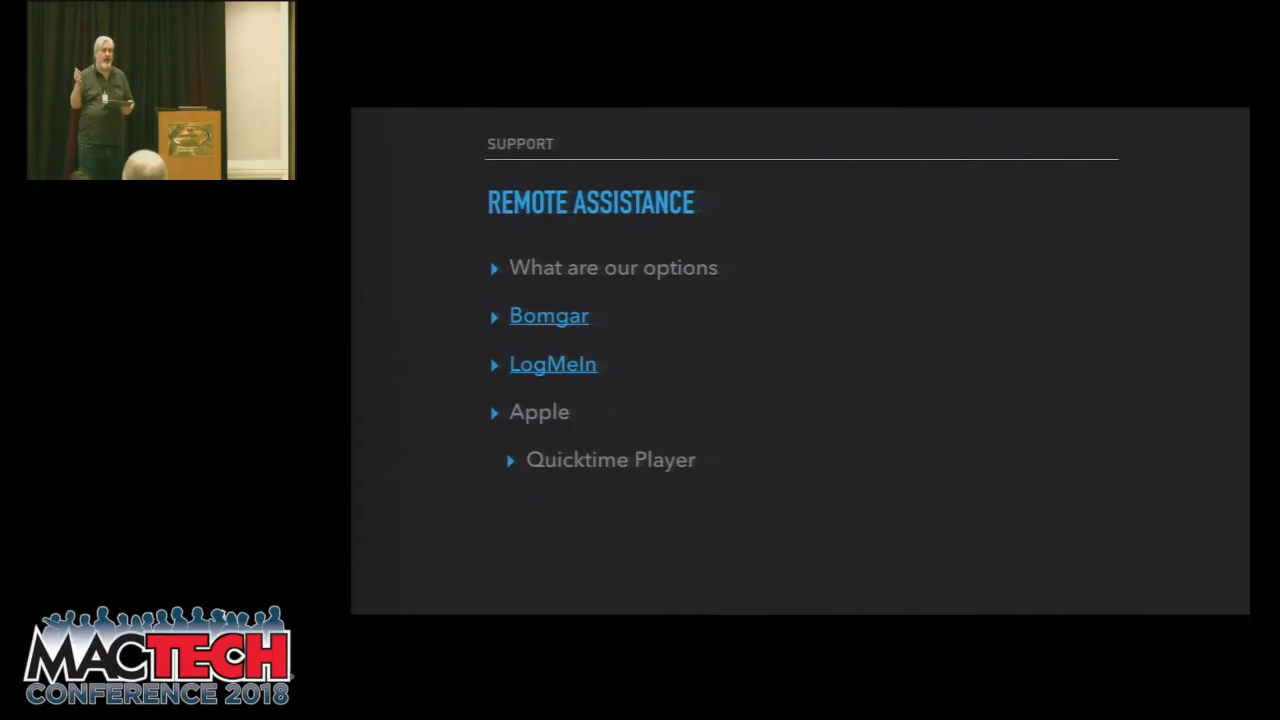 SUPPORT
REMOTE ASSISTANCE
What are our options
Bomgar
LogMeIn
Apple
Quicktime Player
MACTECH
CONFERENCE 2018